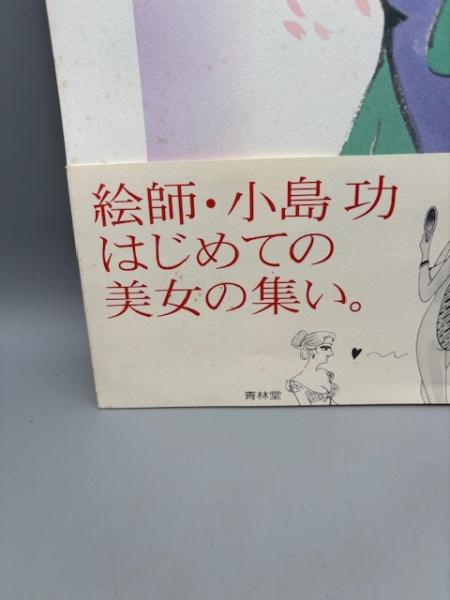 絵師・小島 功
はじめての
美女の集い。
青林堂